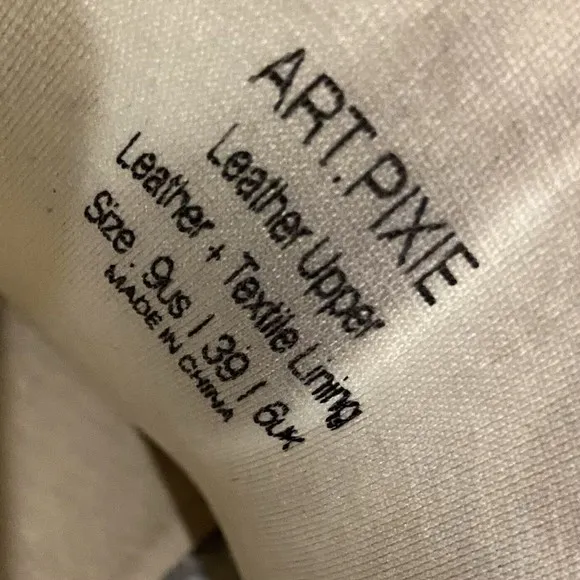 ART.PIXIE
Leather Upper
Leather + Textile Lining
Size. 9us | 39 | 6uk
MADE IN CHINA